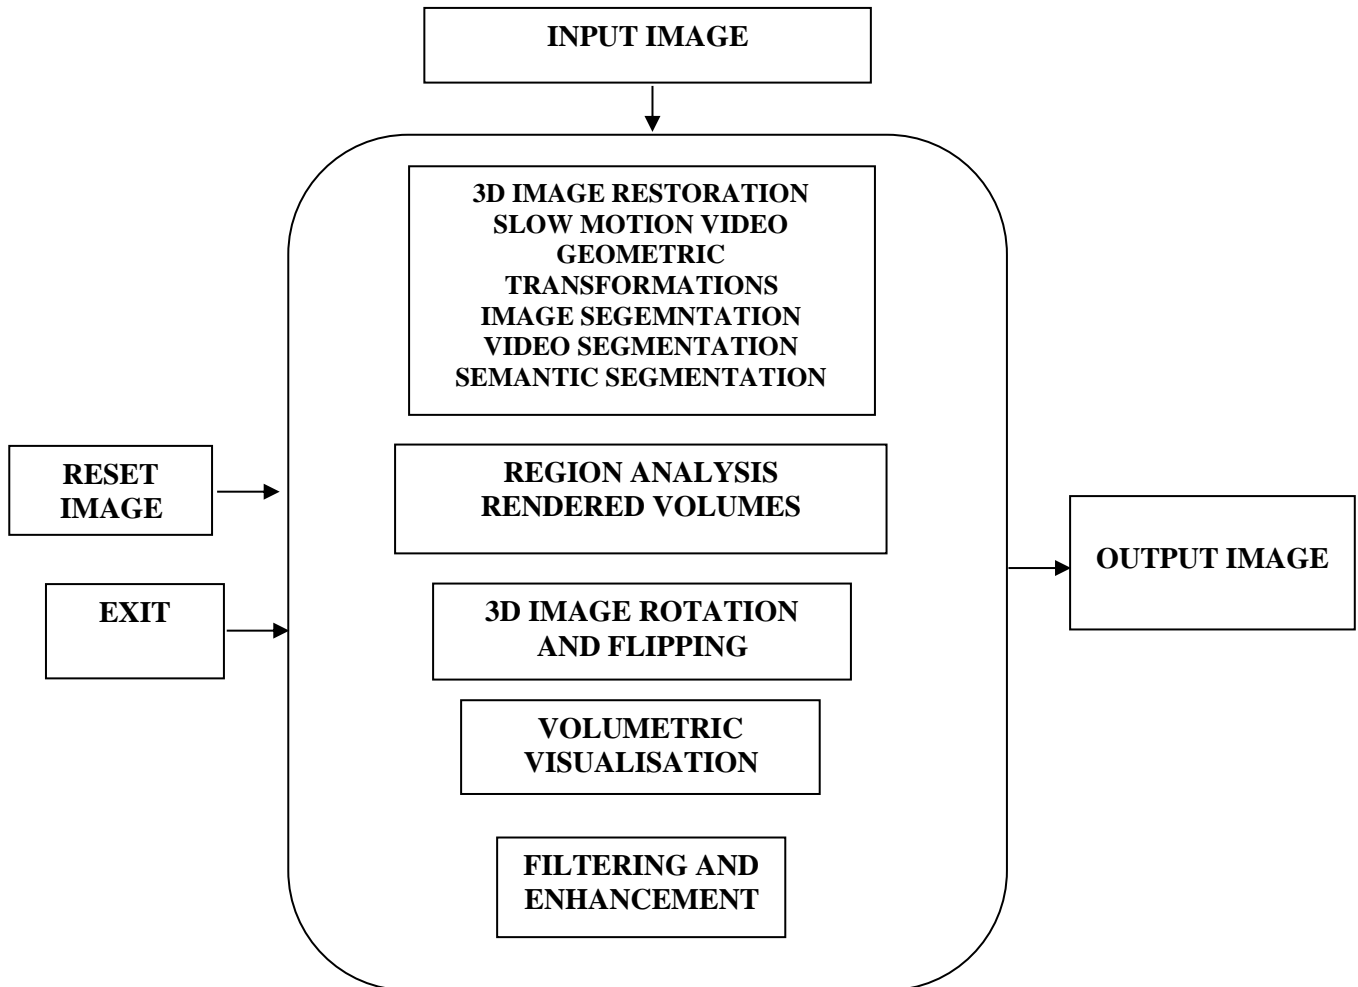 INPUT IMAGE
3D IMAGE RESTORATION
SLOW MOTION VIDEO
GEOMETRIC
TRANSFORMATIONS
IMAGE SEGEMNTATION
VIDEO SEGMENTATION
SEMANTIC SEGMENTATION
RESET
IMAGE
REGION ANALYSIS
RENDERED VOLUMES
OUTPUT IMAGE
EXIT
3D IMAGE ROTATION
AND FLIPPING
VOLUMETRIC
VISUALISATION
FILTERING AND
ENHANCEMENT